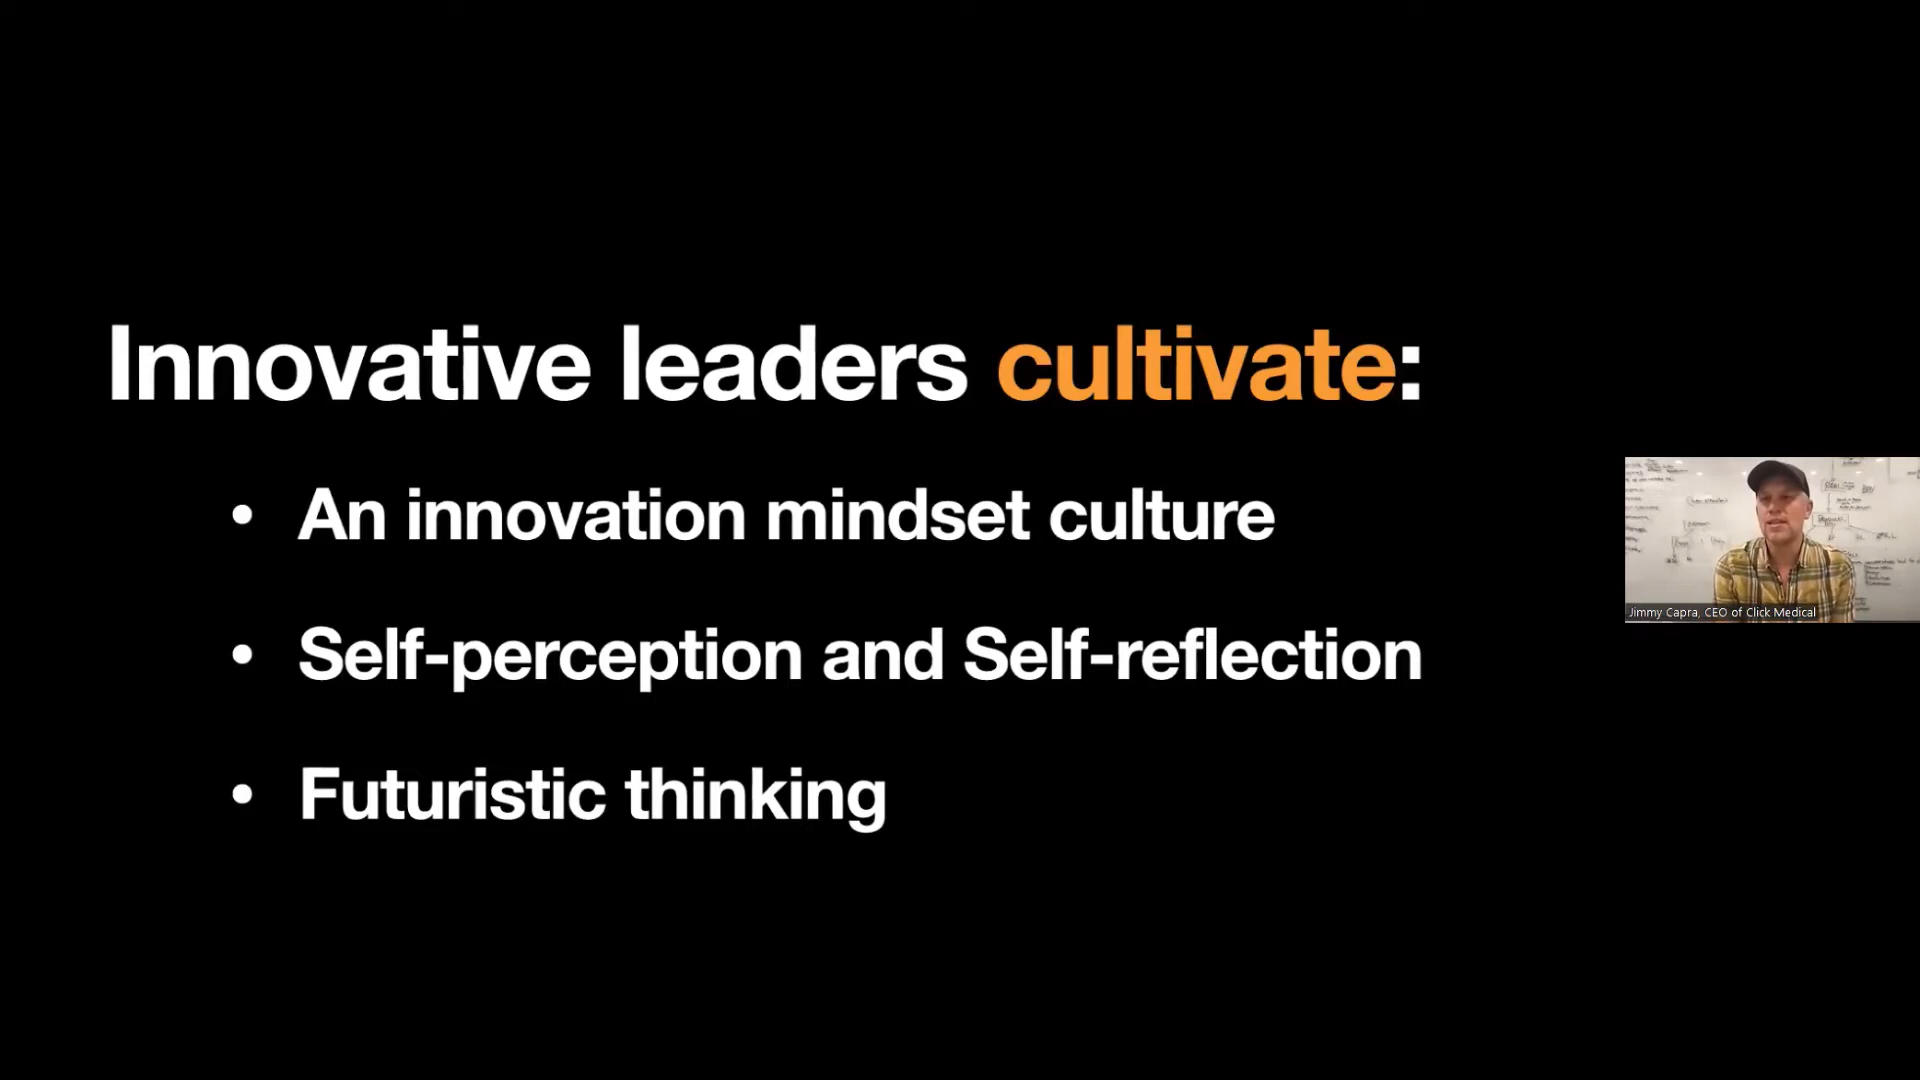 Innovative leaders cultivate:
• An innovation mindset culture
• Self-perception and Self-reflection
• Futuristic thinking
Jimmy Capra, CEO of Click Medical